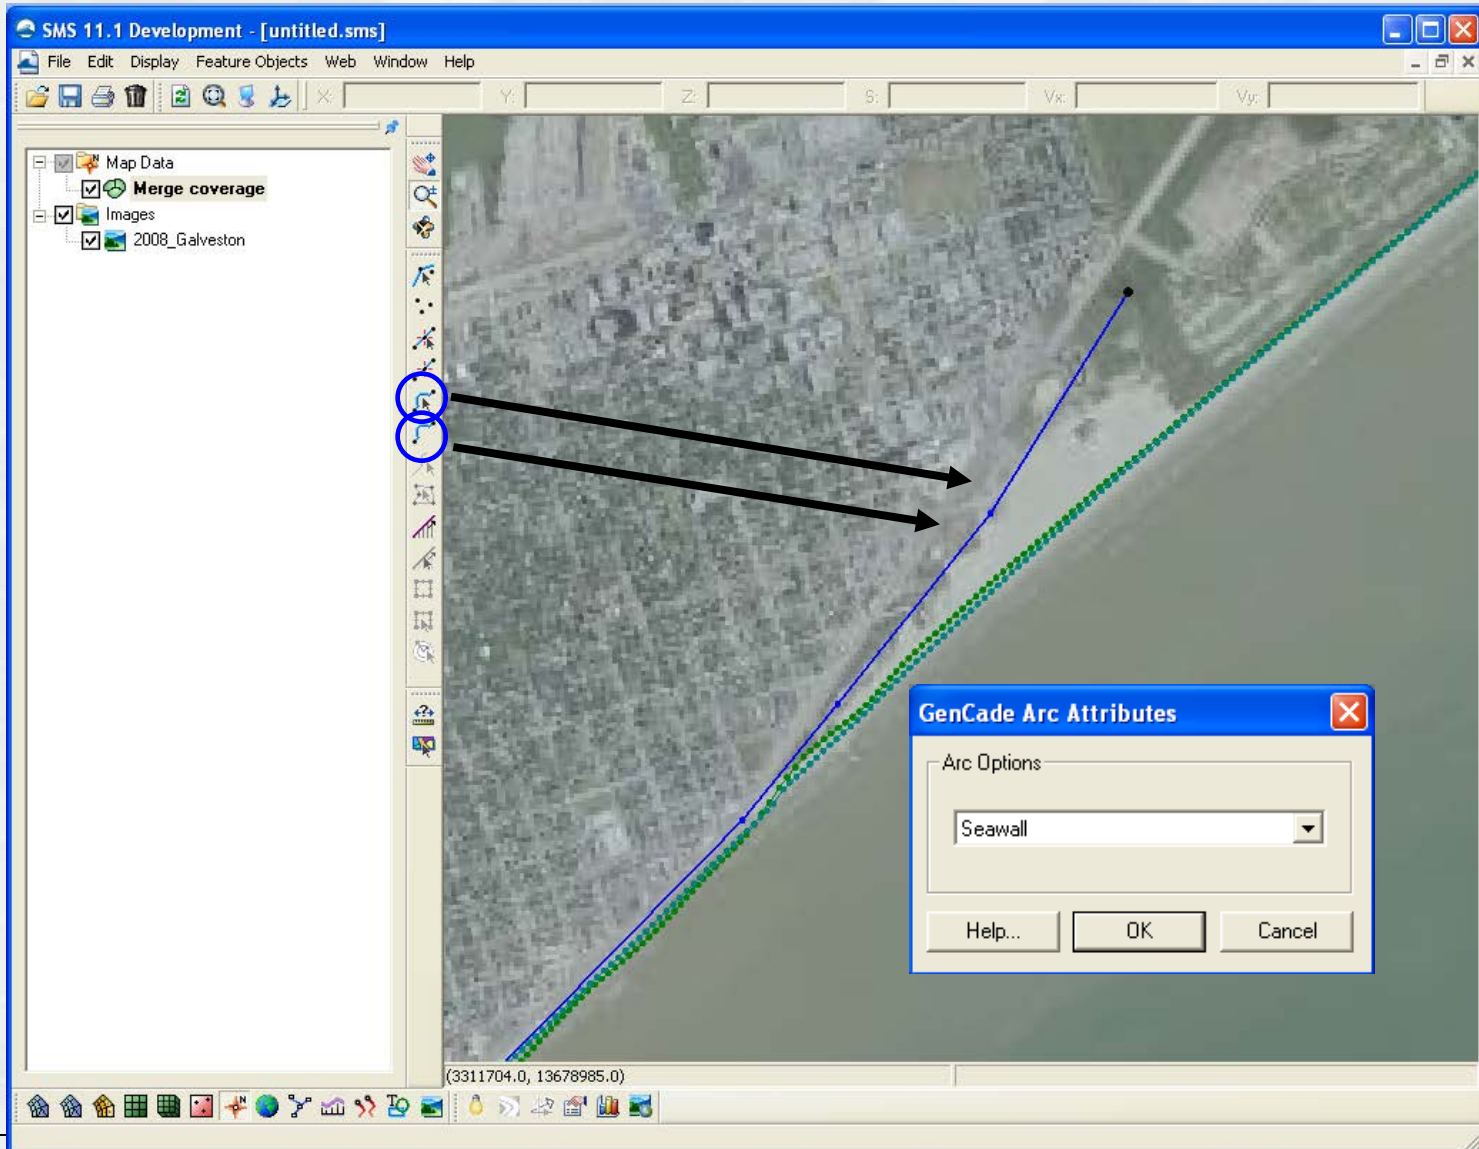 SMS 11.1 Development - [untitled.sms]
File Edit Display Feature Objects Web Window Help
X: Y: Z: S: Vx: Vy:
Map Data
Merge coverage
Images
2008_Galveston
GenCade Arc Attributes
Arc Options
Seawall
Help... OK Cancel
(3311704.0, 13678985.0)